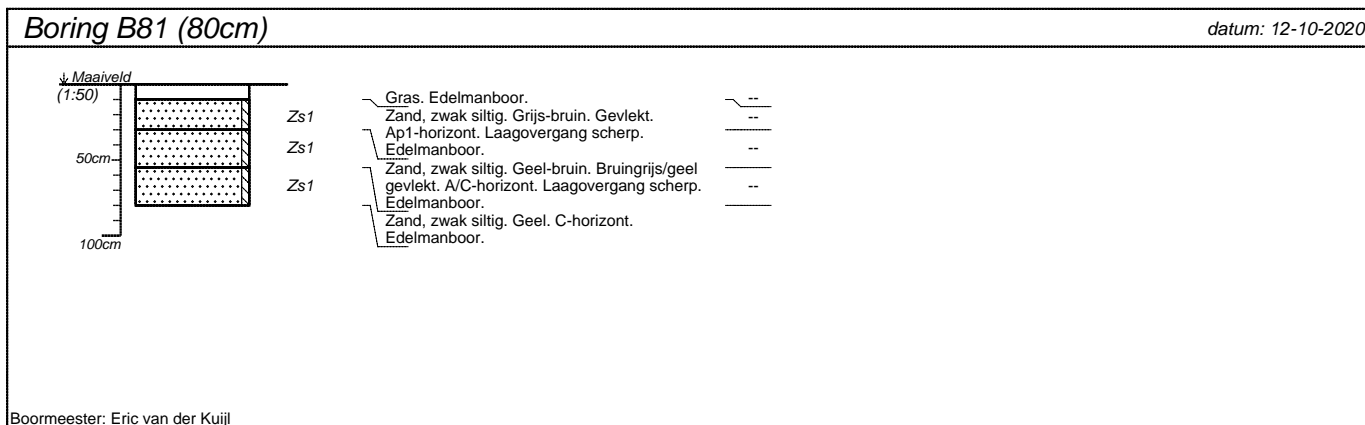 Boring B81 (80cm)
datum: 12-10-2020
Maaiveld
(1:50)
50cm
100cm
Zs1
Zs1
Zs1
Gras. Edelmanboor.
Zand, zwak siltig. Grijs-bruin. Gevlekt.
Ap1-horizont. Laagovergang scherp.
Edelmanboor.
Zand, zwak siltig. Geel-bruin. Bruingrijs/geel
gevlekt. A/C-horizont. Laagovergang scherp.
Edelmanboor.
Zand, zwak siltig. Geel. C-horizont.
Edelmanboor.
--
--
--
--
Boormeester: Eric van der Kuijl